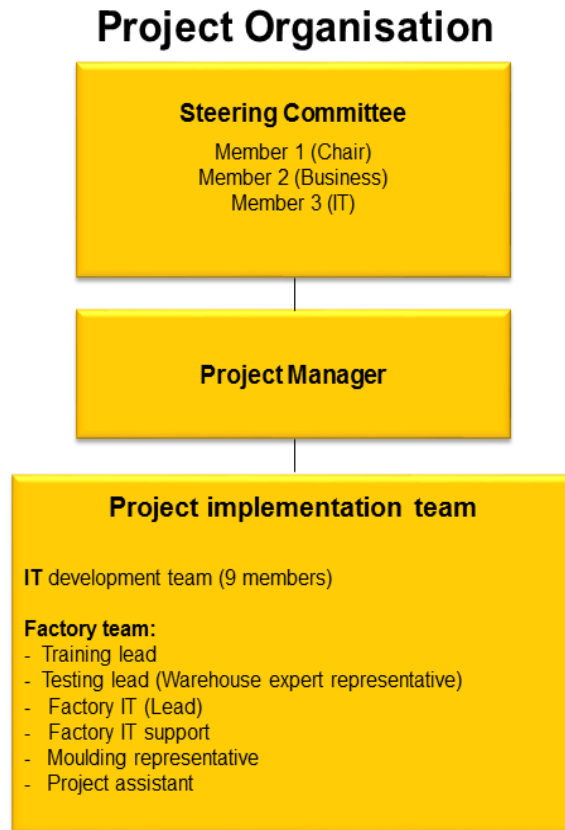 Project Organisation
Steering Committee
Member 1 (Chair)
Member 2 (Business)
Member 3 (IT)
Project Manager
Project implementation team
IT development team (9 members)
Factory team:
- Training lead
- Testing lead (Warehouse expert representative)
- Factory IT (Lead)
- Factory IT support
- Moulding representative
- Project assistant